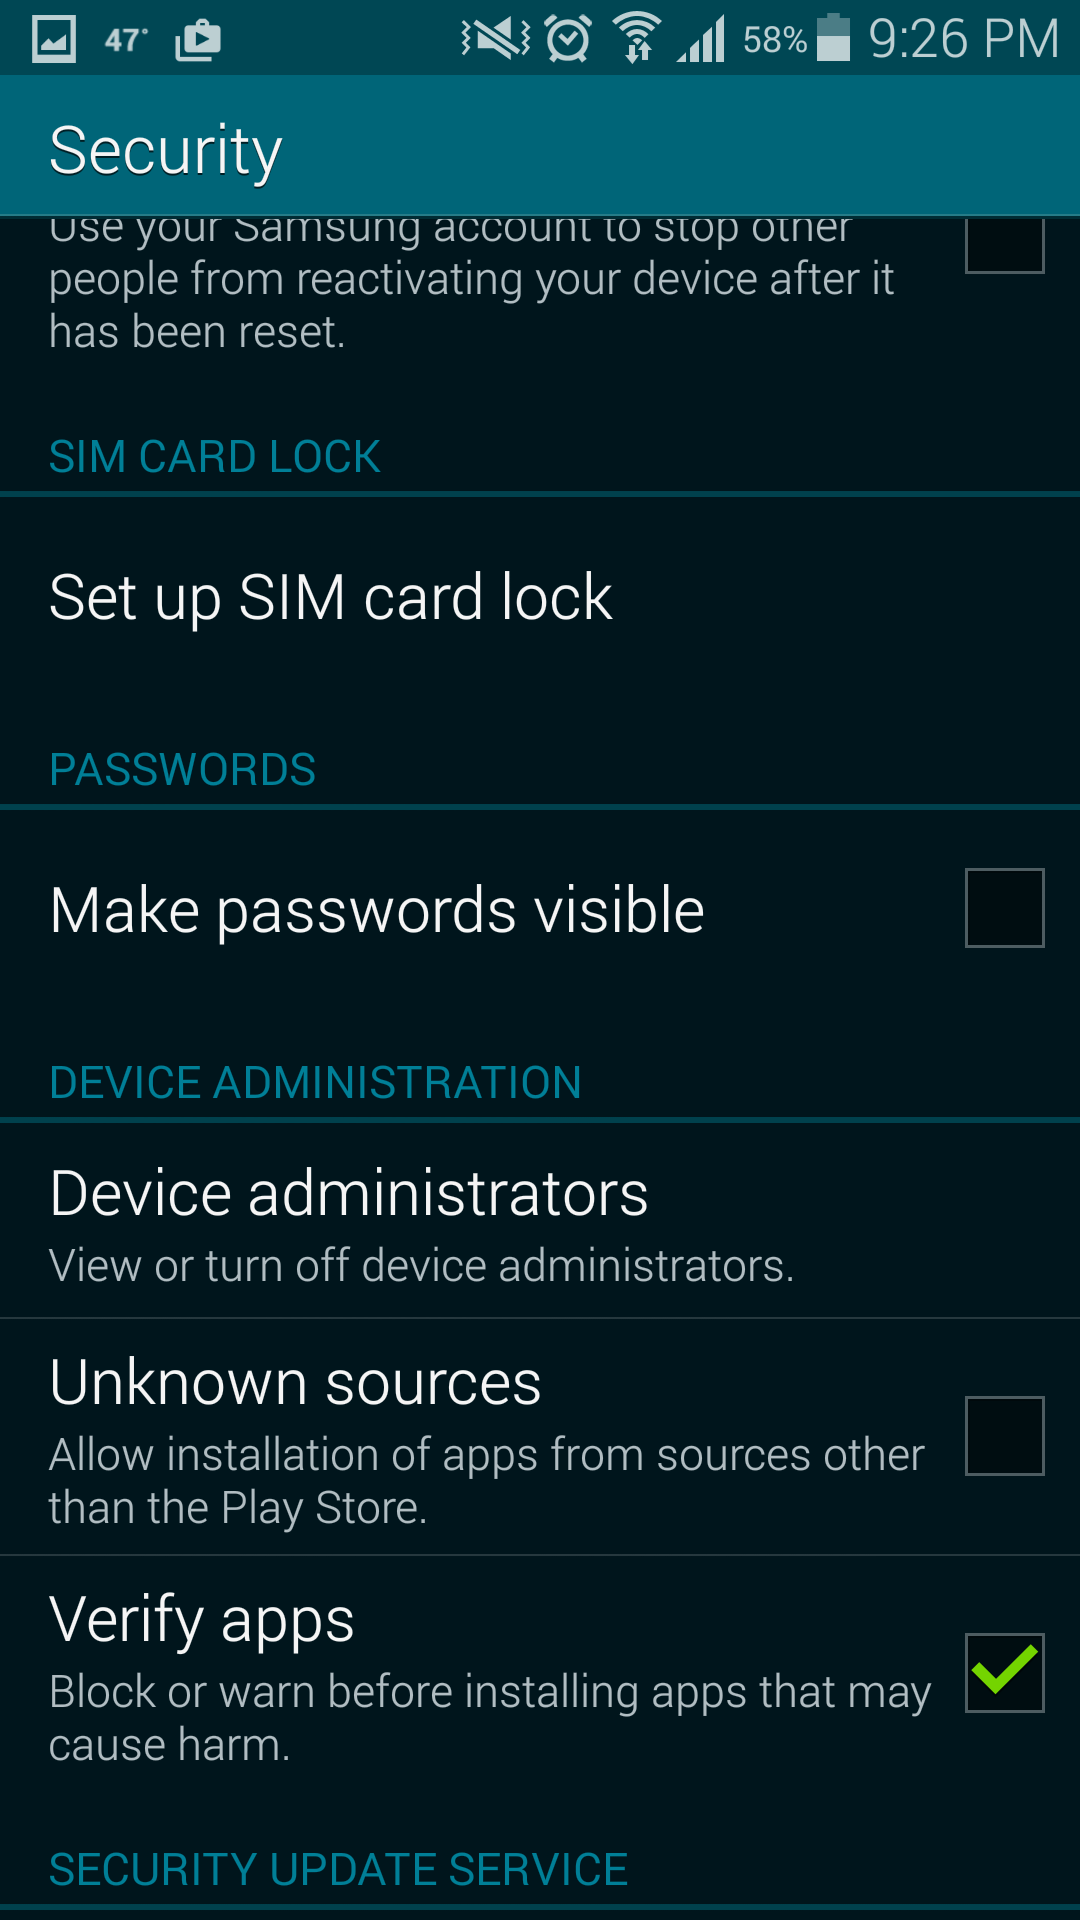 47°
58%
9:26 PM
Security
Use your Samsung account to stop other
people from reactivating your device after it
has been reset.
SIM CARD LOCK
Set up SIM card lock
PASSWORDS
Make passwords visible
DEVICE ADMINISTRATION
Device administrators
View or turn off device administrators.
Unknown sources
Allow installation of apps from sources other
than the Play Store.
Verify apps
Block or warn before installing apps that may
cause harm.
SECURITY UPDATE SERVICE